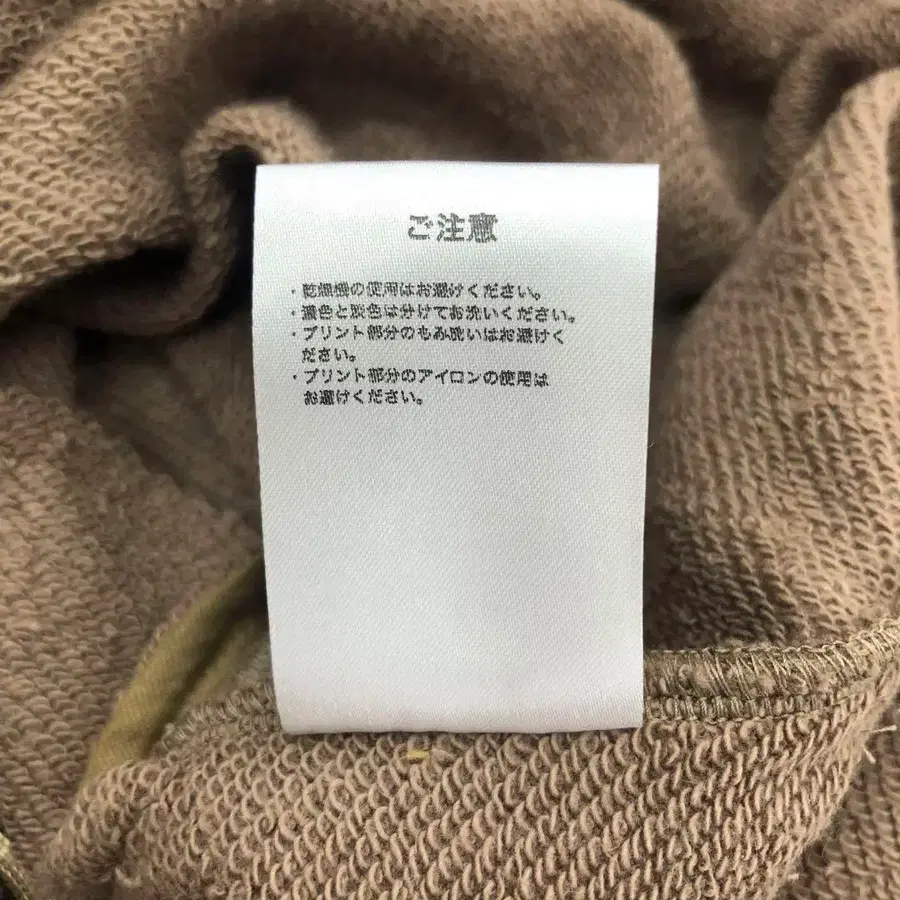 ご注意
・乾燥機の使用はお避けください。
・濃色と淡色は分けてお洗いください。
・プリント部分のもみ洗いはお避けく
ださい。
・プリント部分のアイロンの使用は
お避けください。